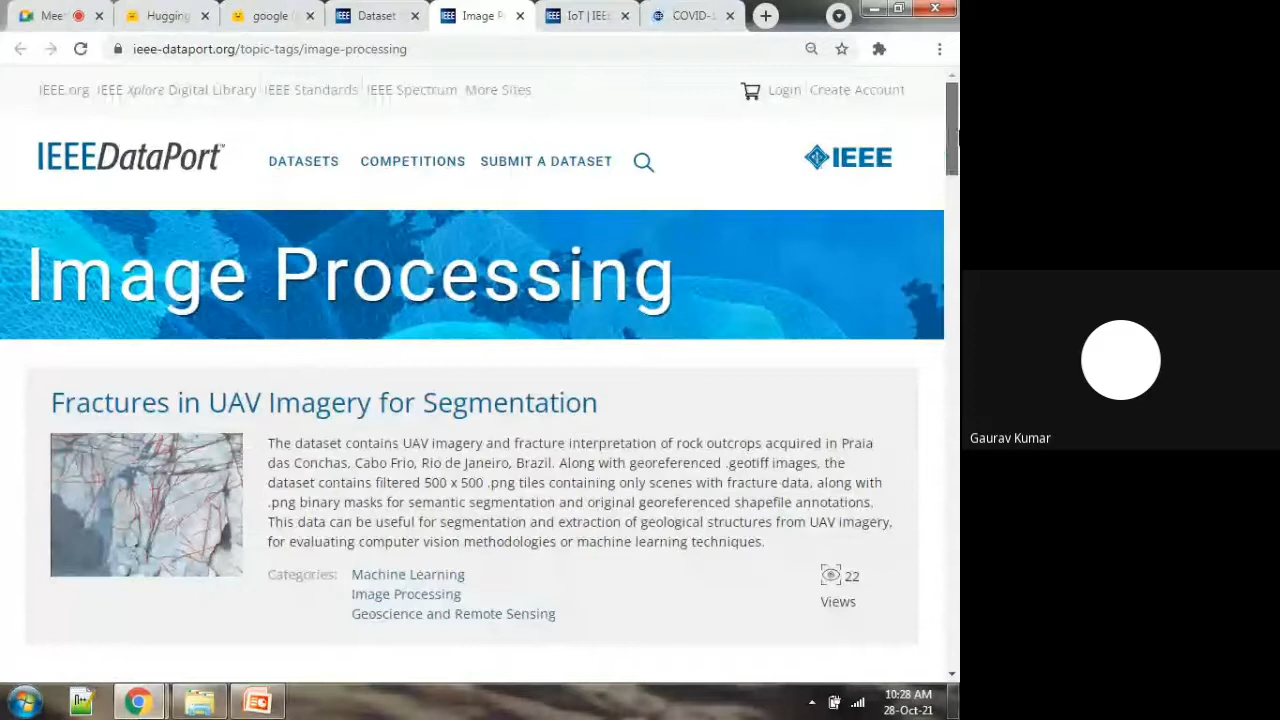 Mee
Hugging
google
Dataset
Image P
IoT | IEE
COVID-1
ieee-dataport.org/topic-tags/image-processing
IEEE.org IEEE Xplore Digital Library IEEE Standards IEEE Spectrum More Sites
Login Create Account
IEEEDataPort™
DATASETS COMPETITIONS SUBMIT A DATASET
IEEE
Image Processing
Fractures in UAV Imagery for Segmentation
The dataset contains UAV imagery and fracture interpretation of rock outcrops acquired in Praia
das Conchas, Cabo Frio, Rio de Janeiro, Brazil. Along with georeferenced .geotiff images, the
dataset contains filtered 500 x 500 .png tiles containing only scenes with fracture data, along with
.png binary masks for semantic segmentation and original georeferenced shapefile annotations.
This data can be useful for segmentation and extraction of geological structures from UAV imagery,
for evaluating computer vision methodologies or machine learning techniques.
Categories: Machine Learning
Image Processing
Geoscience and Remote Sensing
22
Views
Gaurav Kumar
10:28 AM
28-Oct-21